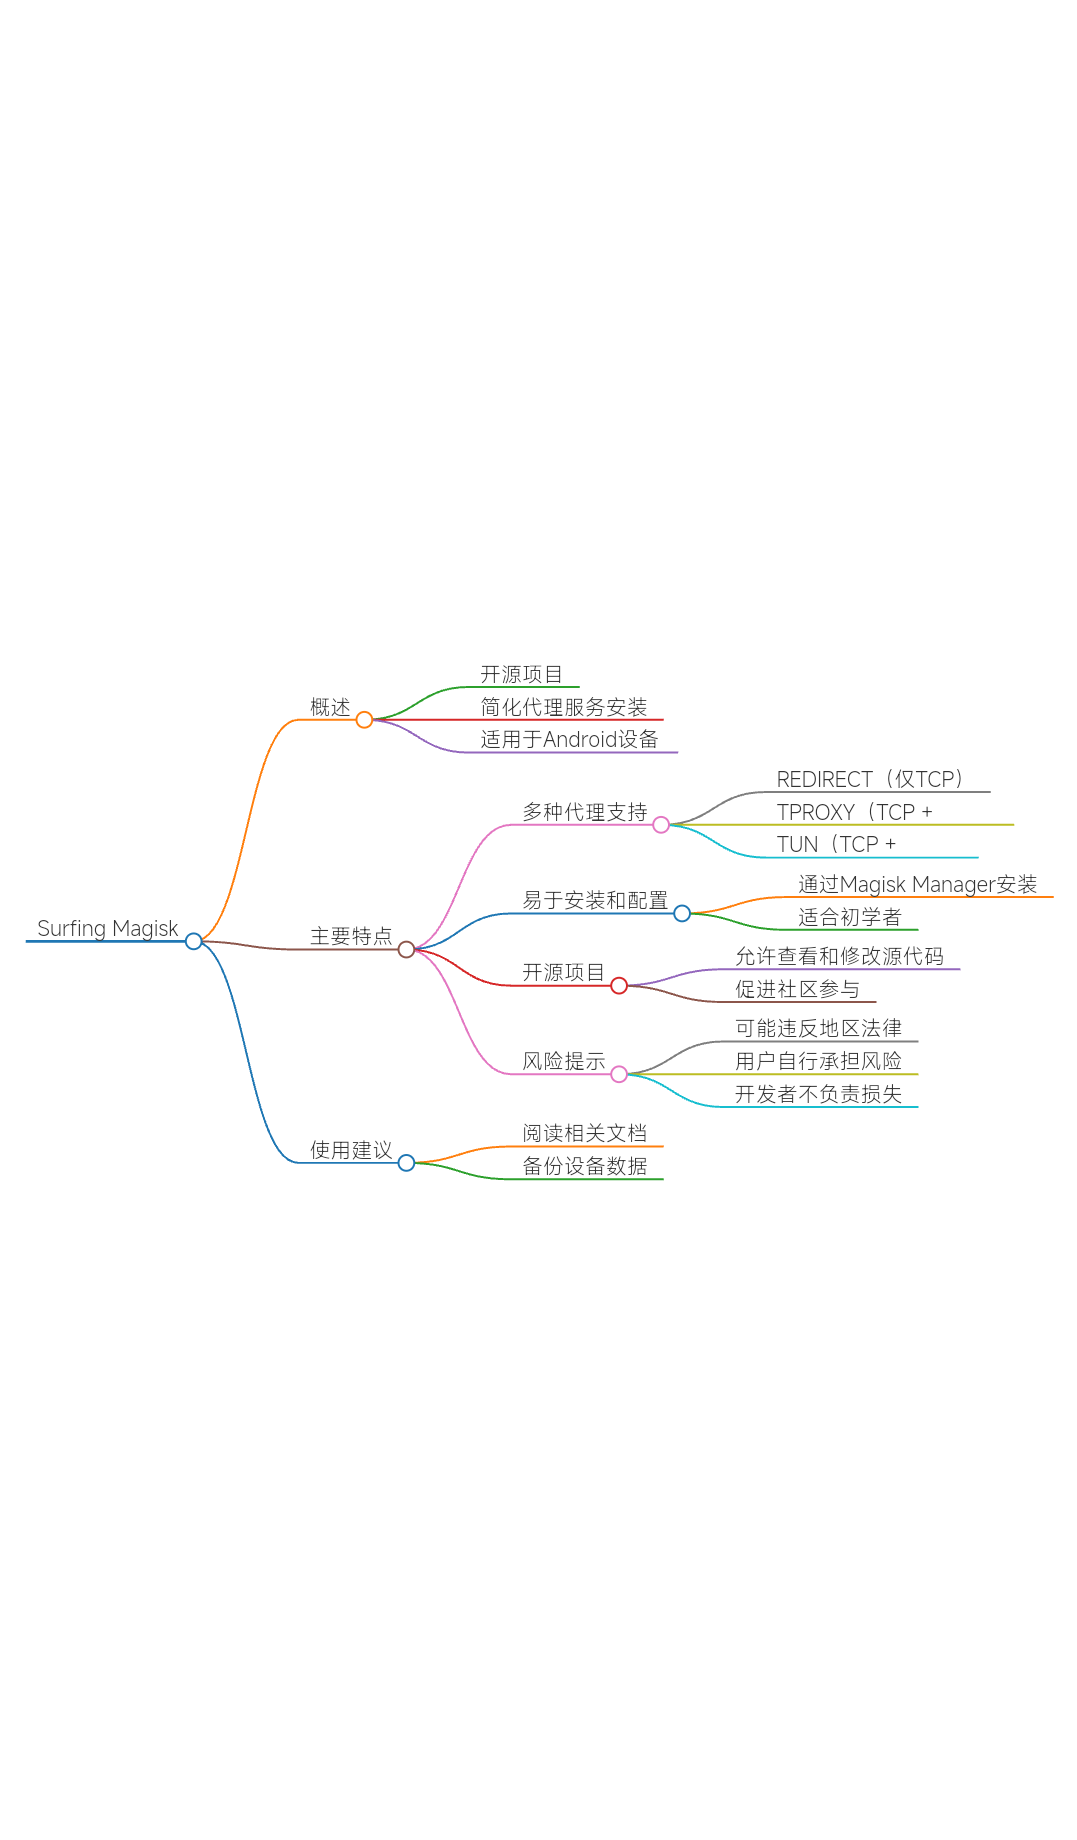 Surfing Magisk
概述
开源项目
简化代理服务安装
适用于Android设备
主要特点
多种代理支持
REDIRECT（仅TCP）
TPROXY（TCP +
TUN（TCP +
易于安装和配置
通过Magisk Manager安装
适合初学者
开源项目
允许查看和修改源代码
促进社区参与
风险提示
可能违反地区法律
用户自行承担风险
开发者不负责损失
使用建议
阅读相关文档
备份设备数据